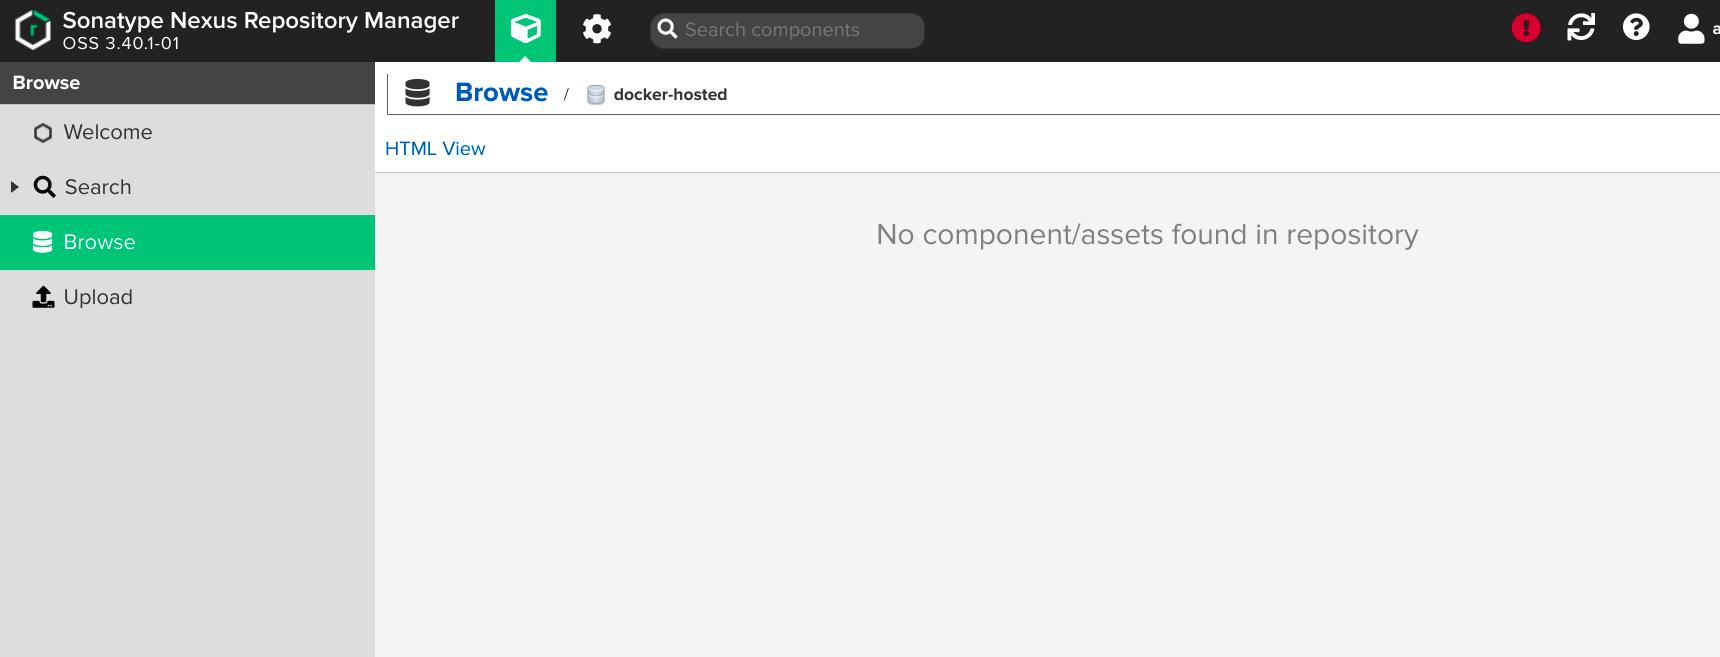 Sonatype Nexus Repository Manager
OSS 3.40.1-01
Search components
Browse
Welcome
Search
Browse
Upload
Browse / docker-hosted
HTML View
No component/assets found in repository